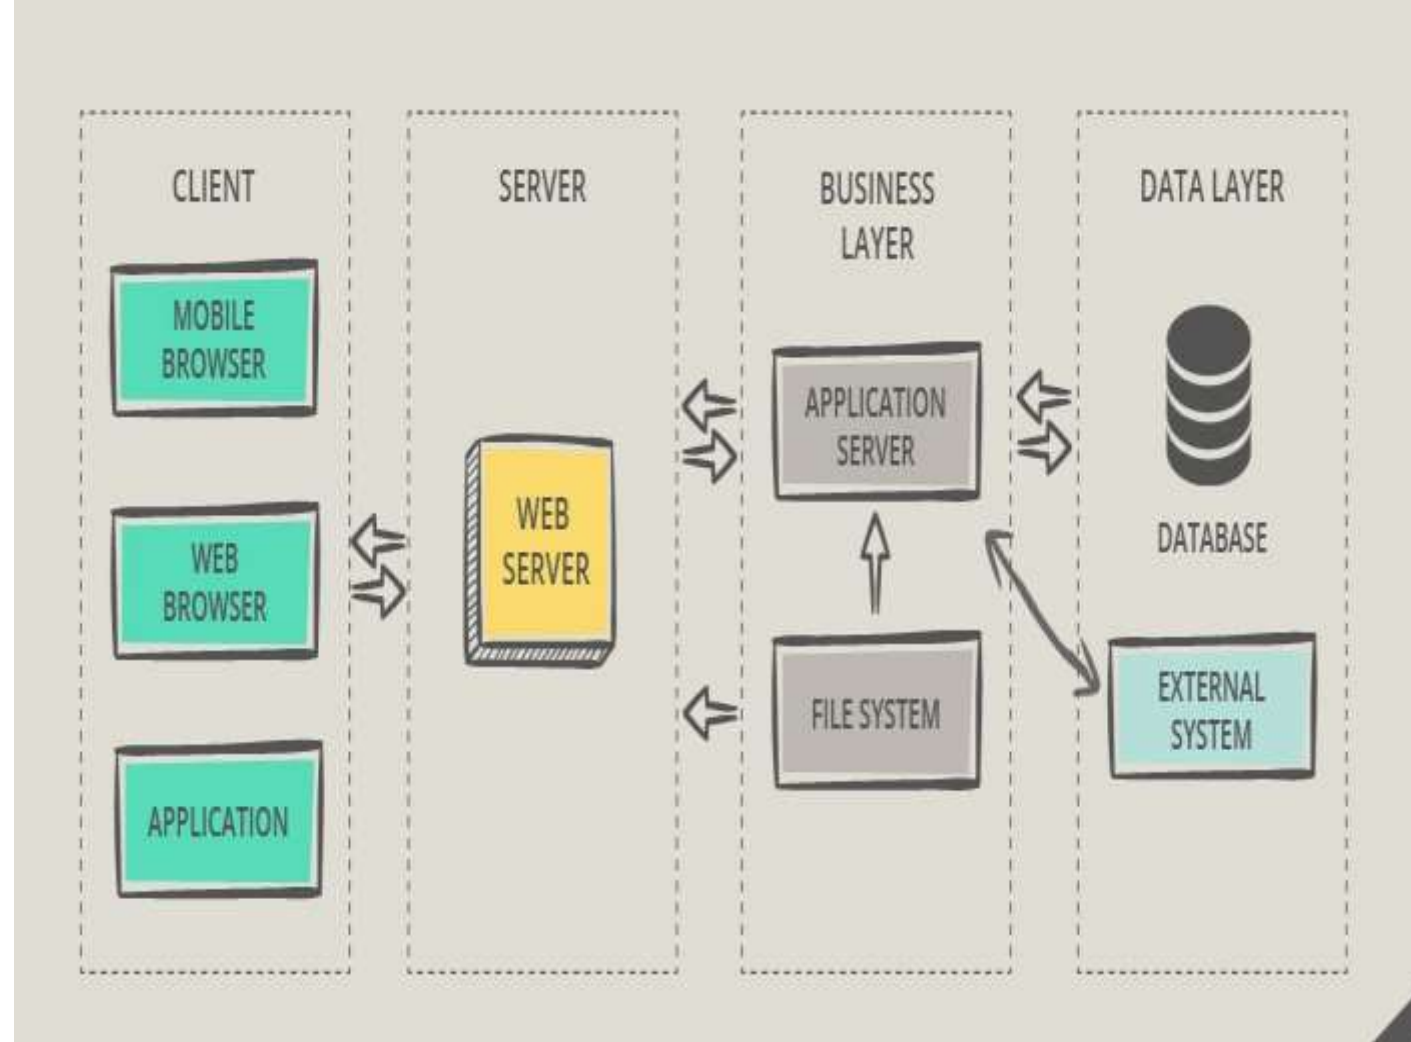 CLIENT
MOBILE
BROWSER
WEB
BROWSER
APPLICATION
SERVER
WEB
SERVER
BUSINESS
LAYER
APPLICATION
SERVER
FILE SYSTEM
DATA LAYER
DATABASE
EXTERNAL
SYSTEM